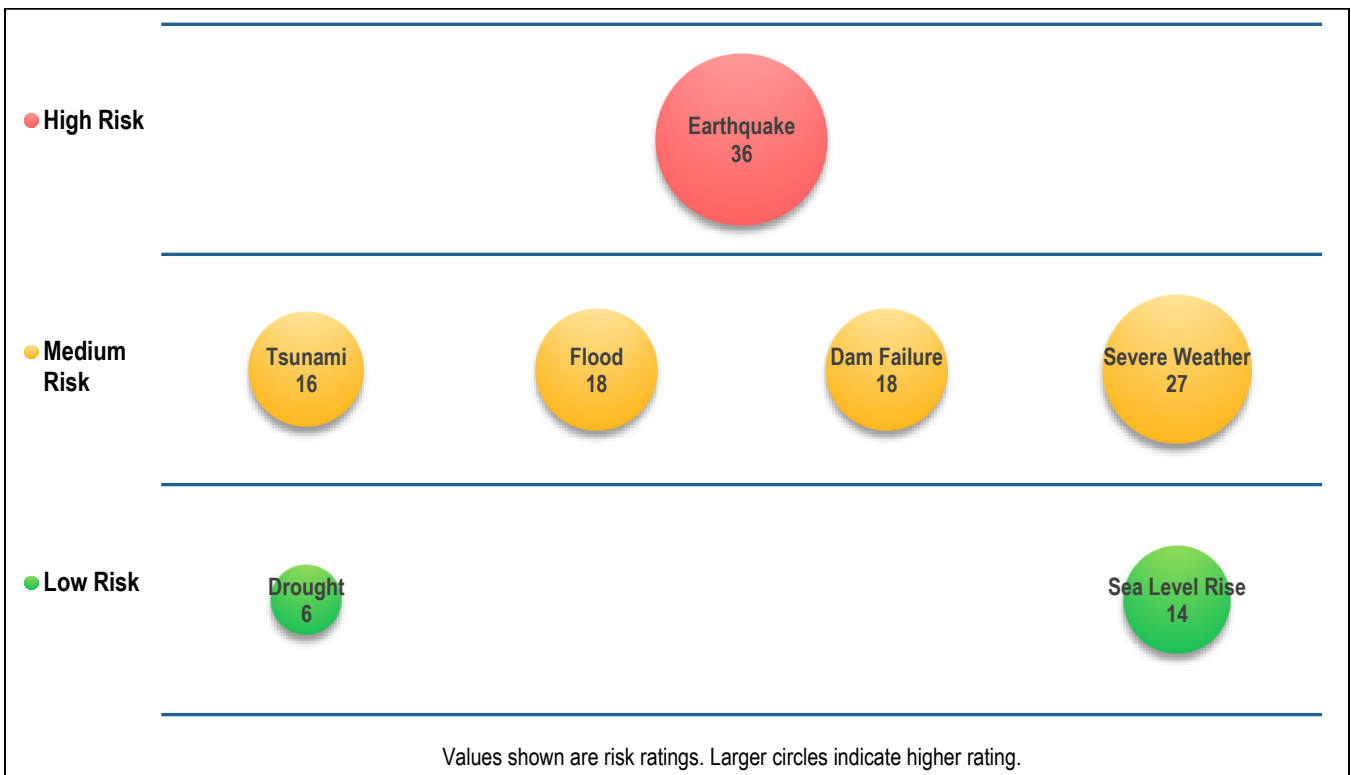 High Risk
Earthquake
36
Medium
Risk
Tsunami
16
Flood
18
Dam Failure
18
Severe Weather
27
Low Risk
Drought
6
Sea Level Rise
14
Values shown are risk ratings. Larger circles indicate higher rating.